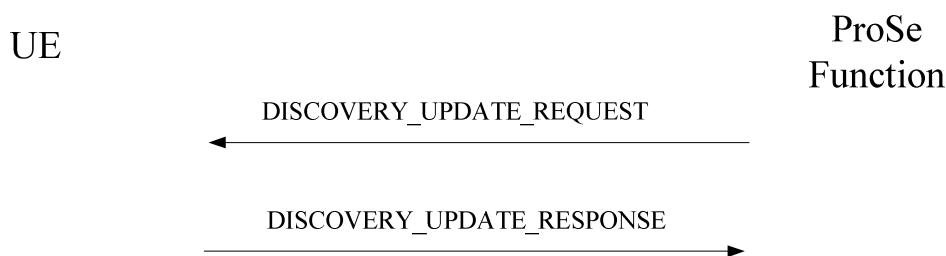 UE
ProSe
Function
DISCOVERY_UPDATE_REQUEST
DISCOVERY_UPDATE_RESPONSE